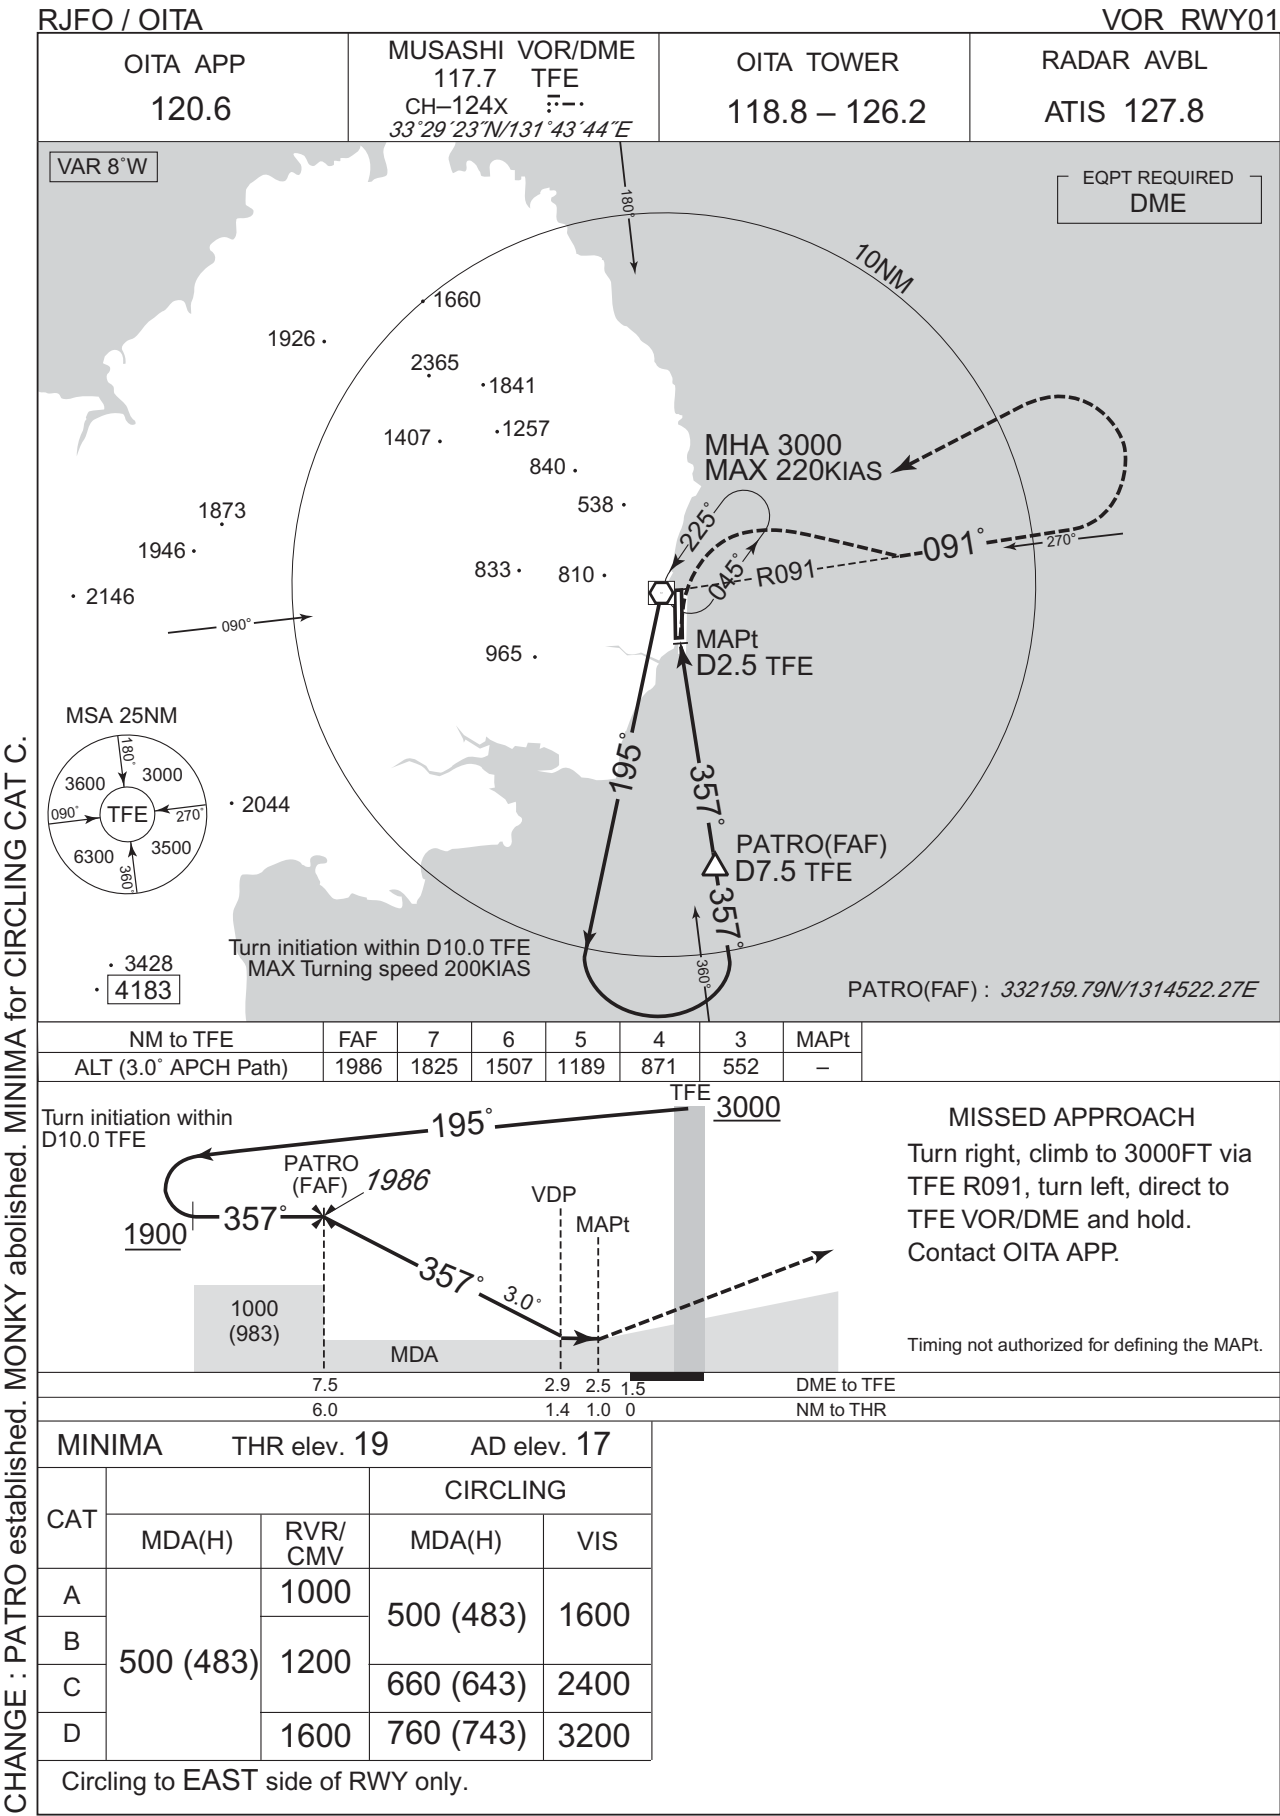 RJFO / OITA
VOR RWY01
OITA APP
120.6
MUSASHI VOR/DME
117.7 TFE
CH–124X
33°29´23˝N/131°43´44˝E
OITA TOWER
118.8 – 126.2
RADAR AVBL
ATIS 127.8
VAR 8°W
EQPT REQUIRED
DME
180°
10NM
1660
1926
2365
1841
1407
1257
840
538
MHA 3000
MAX 220KIAS
1873
1946
2146
833
810
225°
045°
R091
091°
270°
090°
965
MAPt
D2.5 TFE
MSA 25NM
180°
3600
3000
090°
TFE
270°
6300
3500
360°
2044
195°
357°
PATRO(FAF)
D7.5 TFE
357°
360°
Turn initiation within D10.0 TFE
MAX Turning speed 200KIAS
3428
4183
PATRO(FAF) : 332159.79N/1314522.27E
NM to TFE FAF 7 6 5 4 3 MAPt
ALT (3.0° APCH Path) 1986 1825 1507 1189 871 552 –
Turn initiation within
D10.0 TFE
195°
TFE
3000
PATRO
(FAF)
1986
357°
1900
VDP
MAPt
357°
3.0°
1000
(983)
MDA
MISSED APPROACH
Turn right, climb to 3000FT via
TFE R091, turn left, direct to
TFE VOR/DME and hold.
Contact OITA APP.
Timing not authorized for defining the MAPt.
7.5 2.9 2.5 1.5 DME to TFE
6.0 1.4 1.0 0 NM to THR
MINIMA THR elev. 19 AD elev. 17
CAT
CIRCLING
MDA(H)
RVR/
CMV
MDA(H)
VIS
A
1000
B
500 (483)
1600
500 (483)
1200
C
660 (643)
2400
D
1600
760 (743)
3200
Circling to EAST side of RWY only.
CHANGE : PATRO established. MONKY abolished. MINIMA for CIRCLING CAT C.